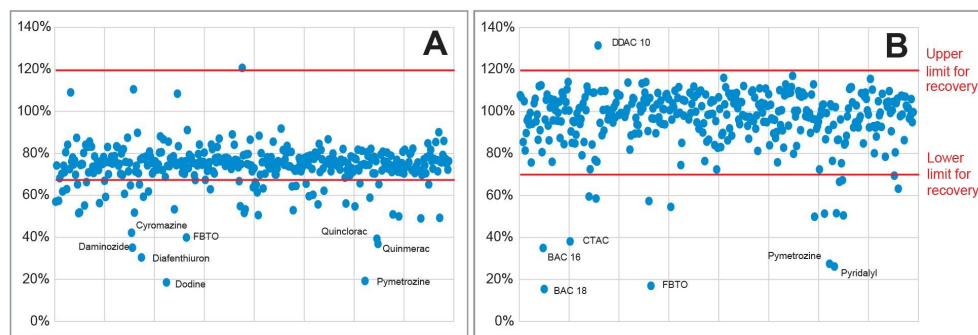 140%
120%
100%
80%
60%
40%
20%
0%
A
Cyromazine
Daminozide
FBTO
Diafenthiuron
Dodine
Quinclorac
Quinmerac
Pymetrozine
140%
120%
100%
80%
60%
40%
20%
0%
B
DDAC 10
CTAC
BAC 16
BAC 18
FBTO
Pymetrozine
Pyridalyl
Upper
limit for
recovery
Lower
limit for
recovery